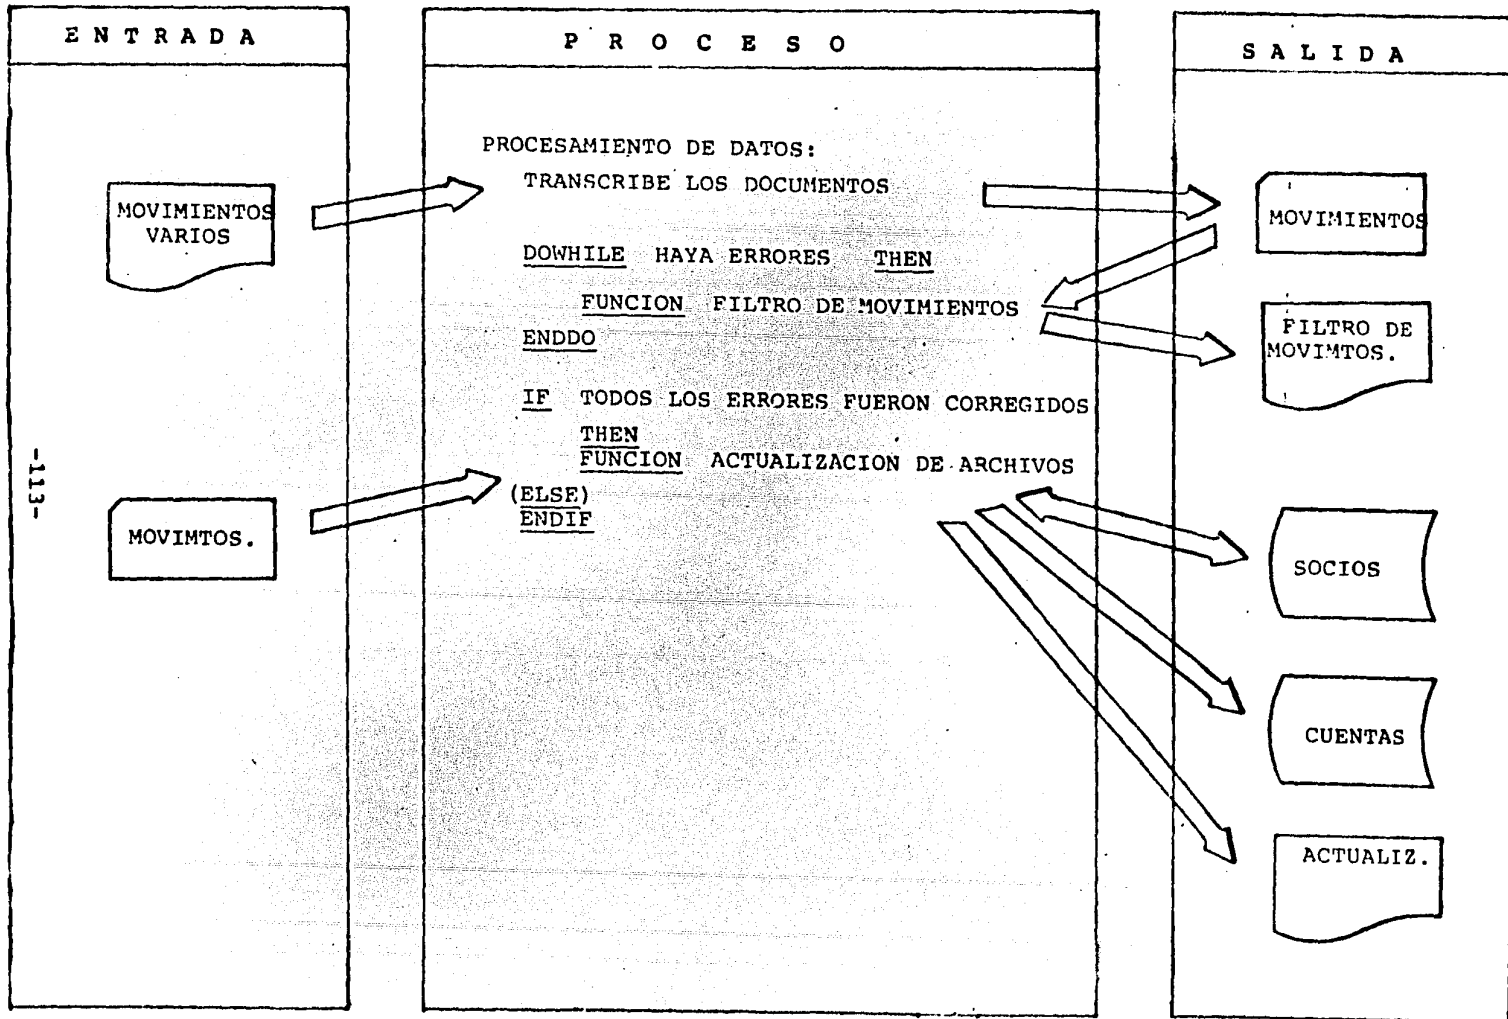 E N T R A D A
MOVIMIENTOS
VARIOS
MOVIMTOS.
P R O C E S O
PROCESAMIENTO DE DATOS:
TRANSCRIBE LOS DOCUMENTOS
DOWHILE HAYA ERRORES THEN
FUNCION FILTRO DE MOVIMIENTOS
ENDDO
IF TODOS LOS ERRORES FUERON CORREGIDOS
THEN
FUNCION ACTUALIZACION DE ARCHIVOS
(ELSE)
ENDIF
S A L I D A
MOVIMIENTOS
FILTRO DE
MOVIMTOS.
SOCIOS
CUENTAS
ACTUALIZ.
-113-